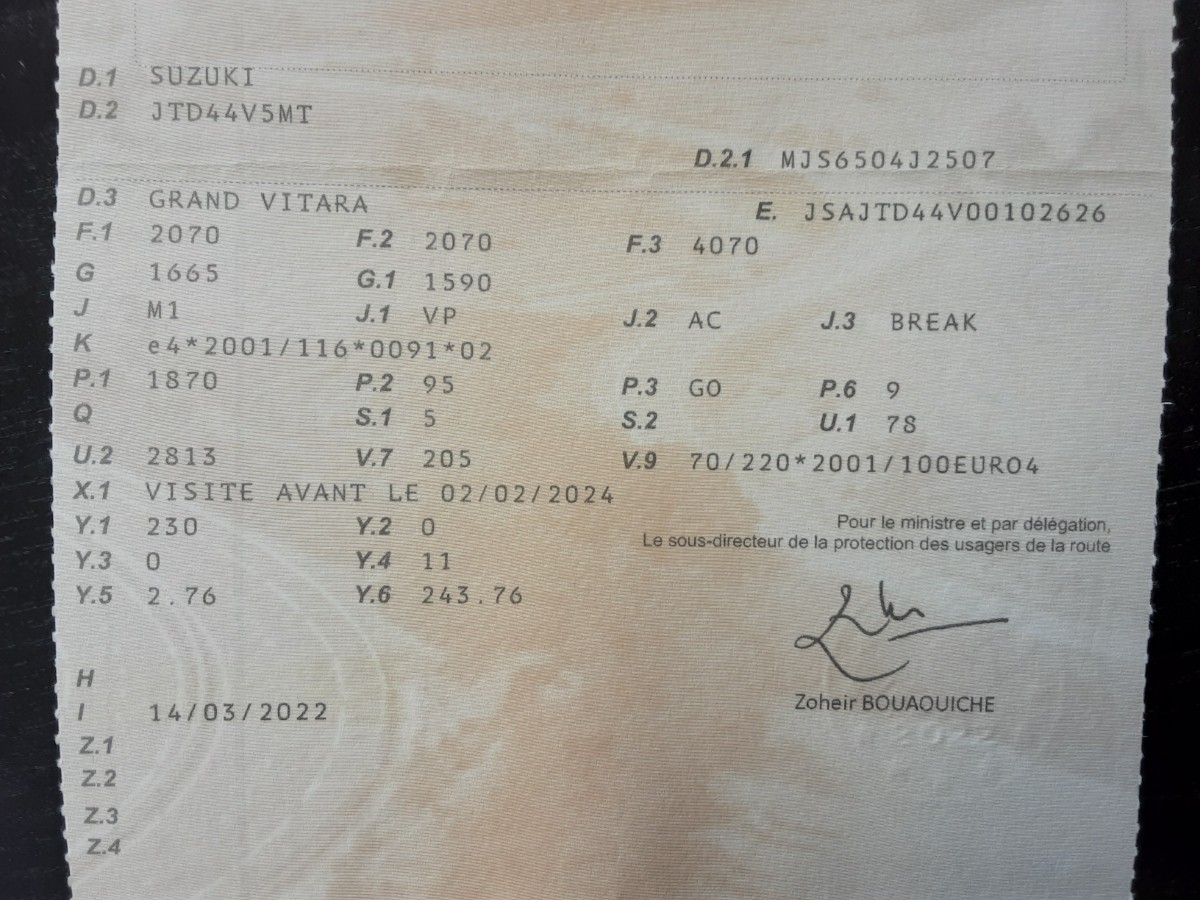 D.1 SUZUKI
D.2 JTD44V5MT
D.2.1 MJS6504J2507
D.3 GRAND VITARA E. JSAJTD44V00102626
F.1 2070 F.2 2070 F.3 4070
G 1665 G.1 1590
J M1 J.1 VP J.2 AC J.3 BREAK
K e4*2001/116*0091*02
P.1 1870 P.2 95 P.3 GO P.6 9
Q S.1 5 S.2 U.1 78
U.2 2813 V.7 205 V.9 70/220*2001/100EURO4
X.1 VISITE AVANT LE 02/02/2024
Y.1 230 Y.2 0
Y.3 0 Y.4 11
Y.5 2.76 Y.6 243.76
Pour le ministre et par délégation,
Le sous-directeur de la protection des usagers de la route
Zoheir BOUAOUICHE
H
I 14/03/2022
Z.1
Z.2
Z.3
Z.4